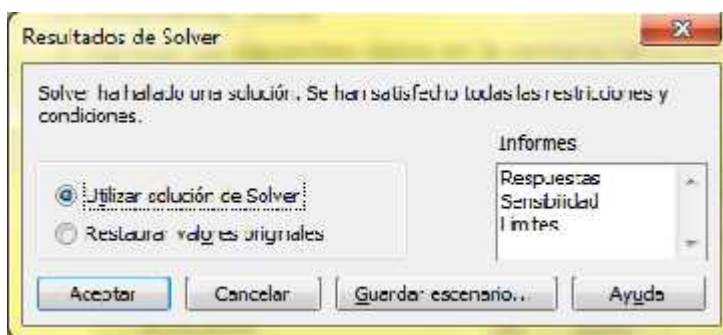 Resultados de Solver
Solver ha hallado una solución. Se han satisfecho todas las restricciones y
condiciones.
Informes
Utilizar solución de Solver
Restaurar valores originales
Respuestas
Sensibilidad
Límites
Aceptar
Cancelar
Guardar escenario...
Ayuda